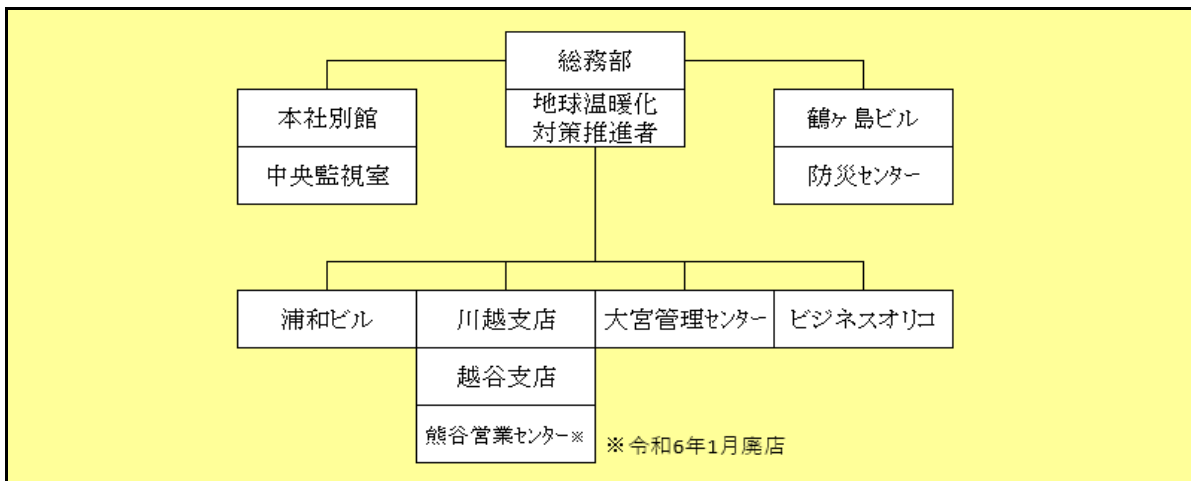 総務部
地球温暖化
対策推進者
本社別館
中央監視室
鶴ヶ島ビル
防災センター
浦和ビル
川越支店
大宮管理センター
ビジネスオリコ
越谷支店
熊谷営業センター※
※令和6年1月廃店